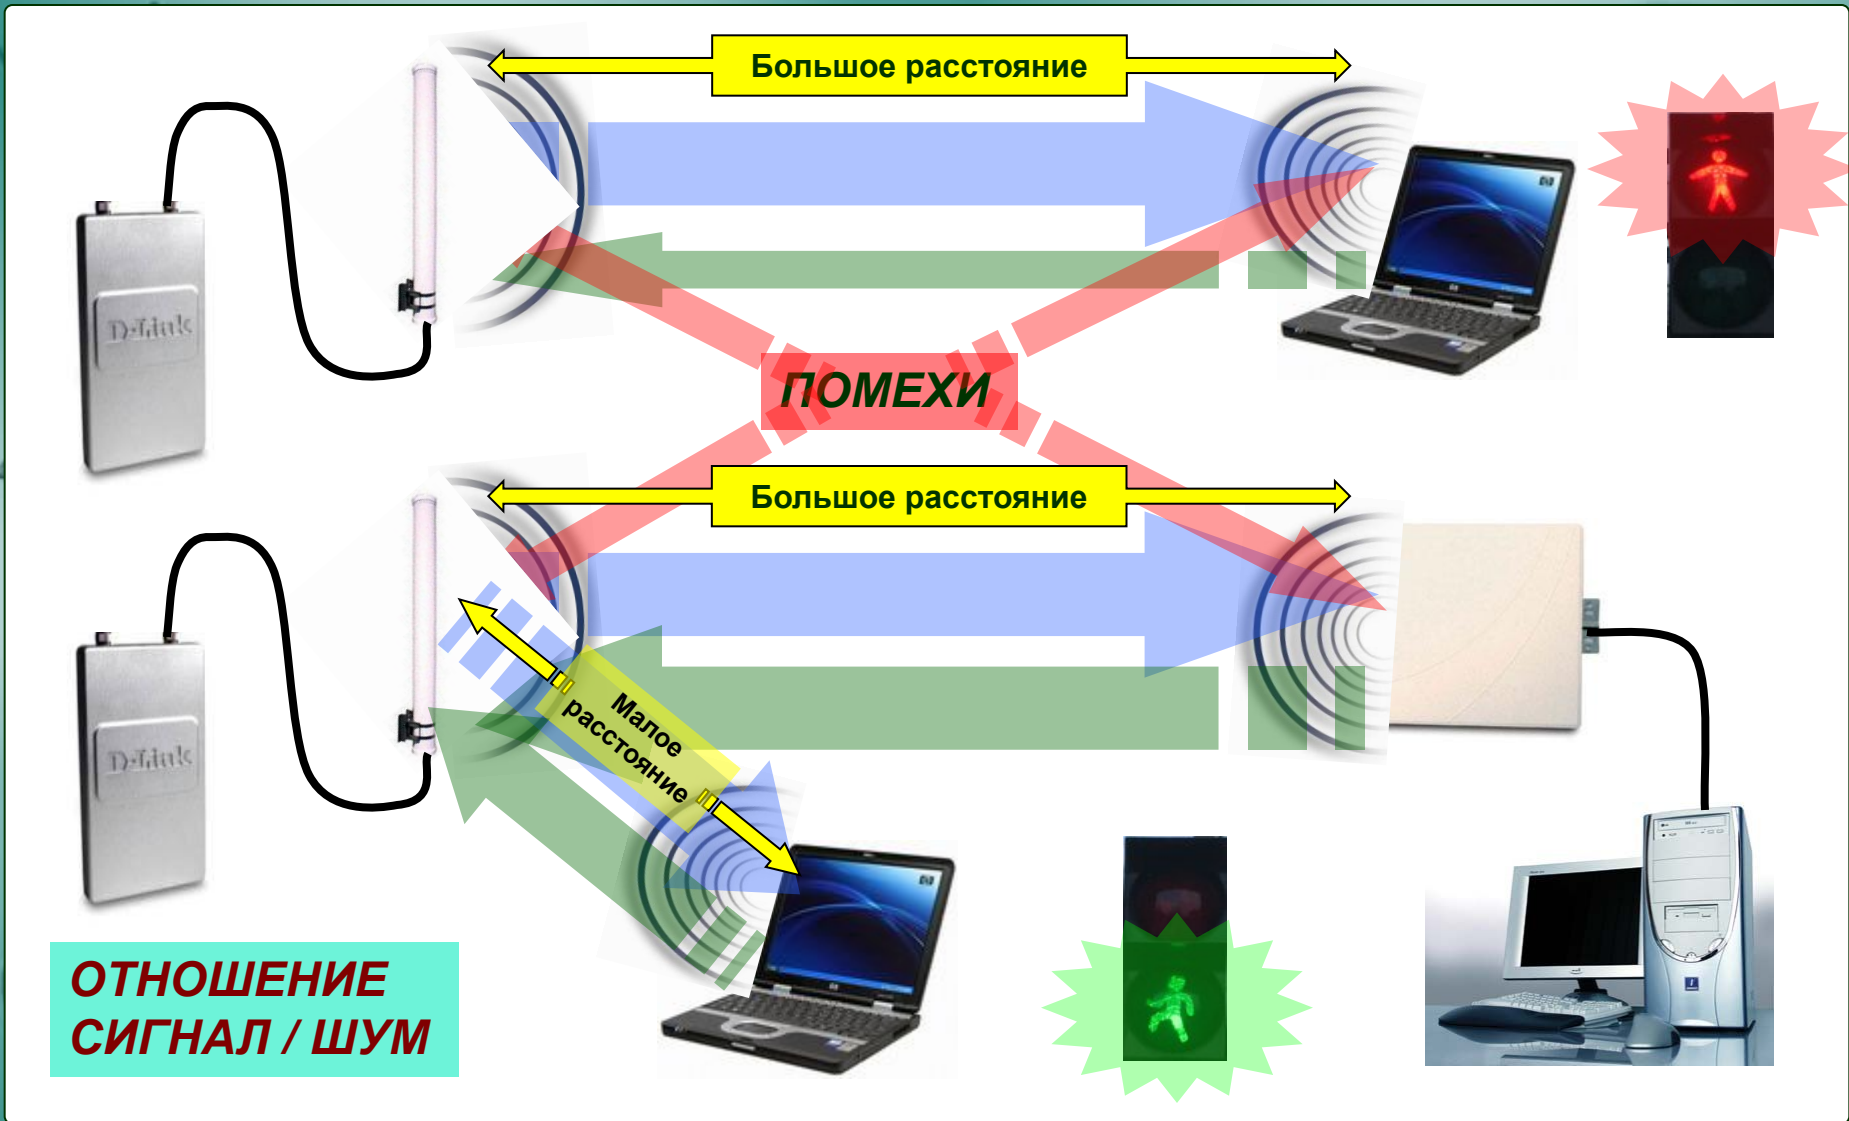 Большое расстояние
D-Link
ПОМЕХИ
Большое расстояние
Малое
расстояние
D-Link
ОТНОШЕНИЕ
СИГНАЛ / ШУМ